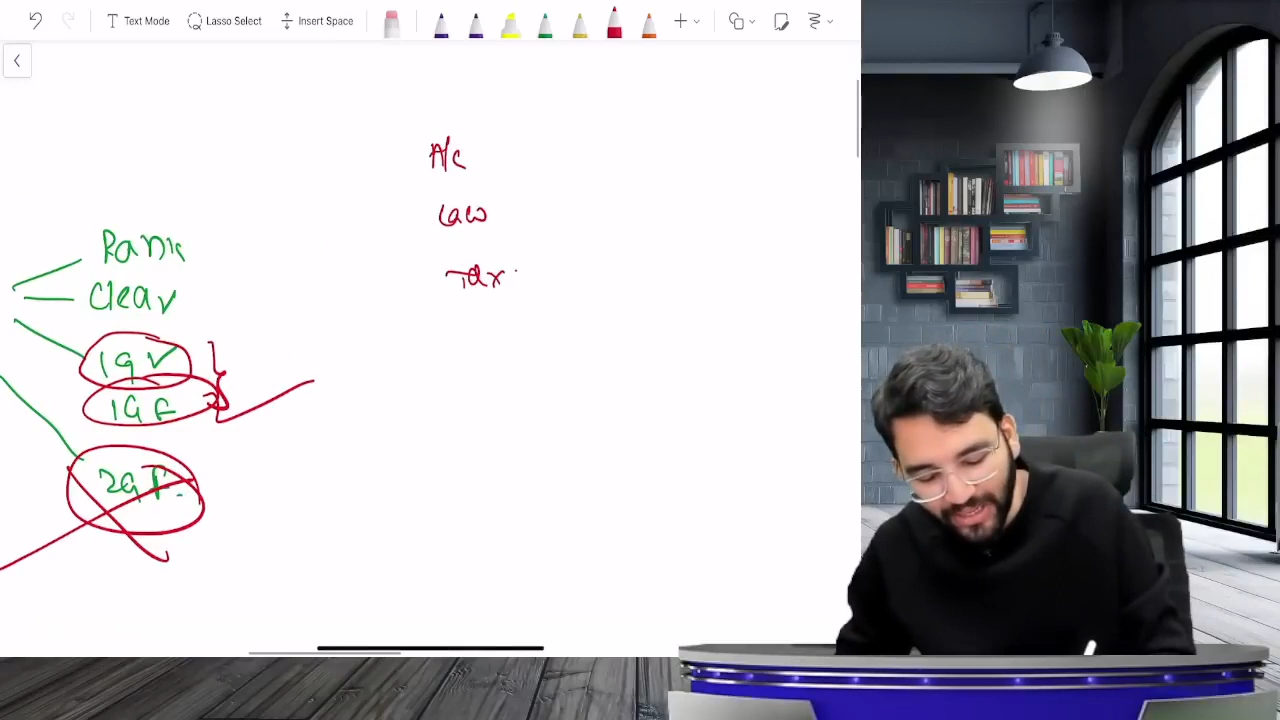 Text Mode
Lasso Select
Insert Space
A/c
Law
Tax
Rank
Clear
1G ✓
1G F
2G F.